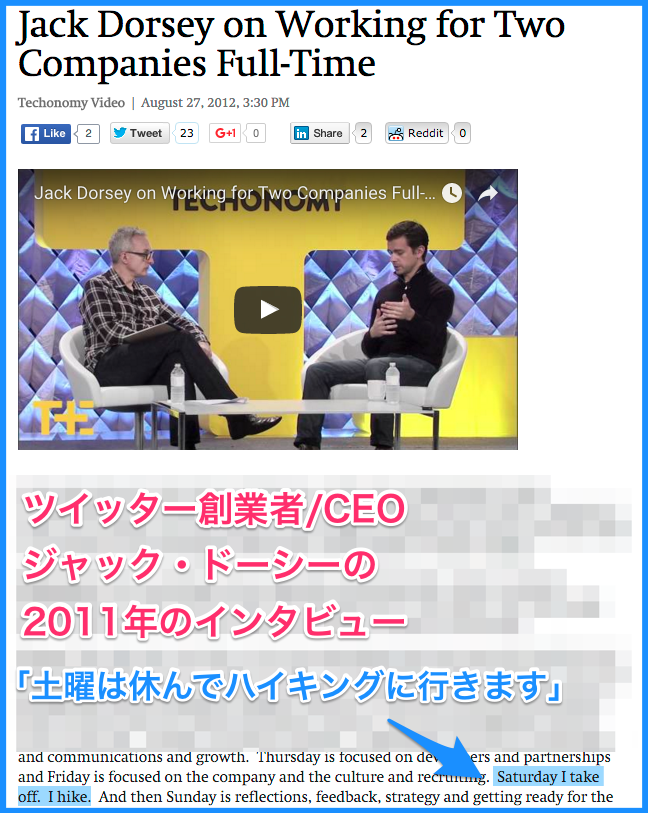 Jack Dorsey on Working for Two
Companies Full-Time
Techonomy Video | August 27, 2012, 3:30 PM
Like 2 Tweet 23 G+1 0 Share 2 Reddit 0
Jack Dorsey on Working for Two Companies Full-...
TECHONOMY
T+E
ツイッター創業者/CEO
ジャック・ドーシーの
2011年のインタビュー
「土曜は休んでハイキングに行きます」
and communications and growth. Thursday is focused on and partnerships
and Friday is focused on the company and the culture and recruiting. Saturday I take
off. I hike. And then Sunday is reflections, feedback, strategy and getting ready for the